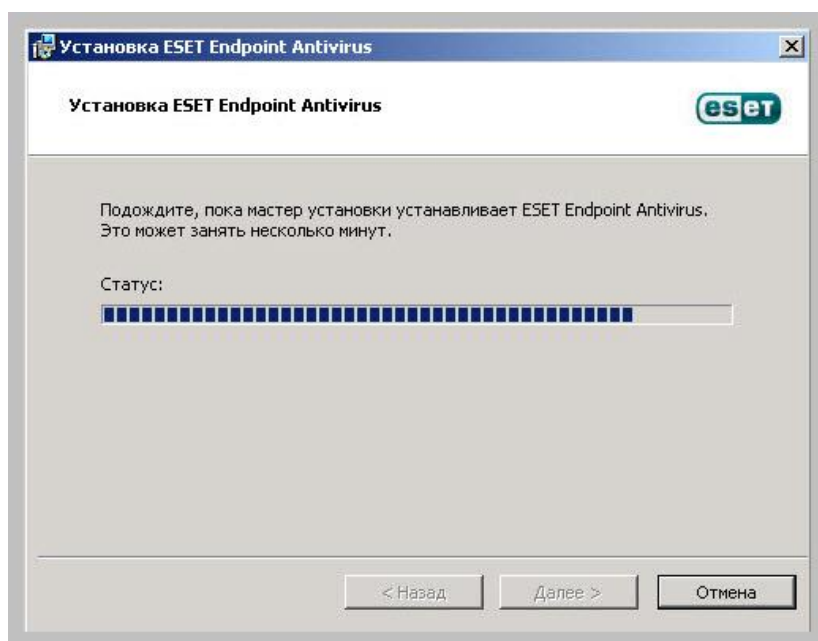 Установка ESET Endpoint Antivirus
Установка ESET Endpoint Antivirus
eset
Подождите, пока мастер установки устанавливает ESET Endpoint Antivirus.
Это может занять несколько минут.
Статус:
< Назад
Далее >
Отмена